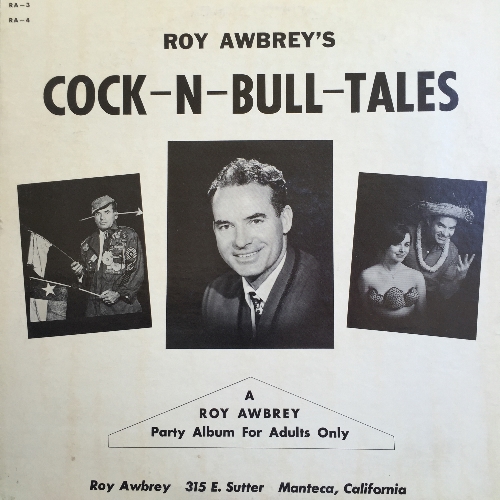 RA-3
RA-4
ROY AWBREY'S
COCK-N-BULL-TALES
A
ROY AWBREY
Party Album For Adults Only
Roy Awbrey 315 E. Sutter Manteca, California